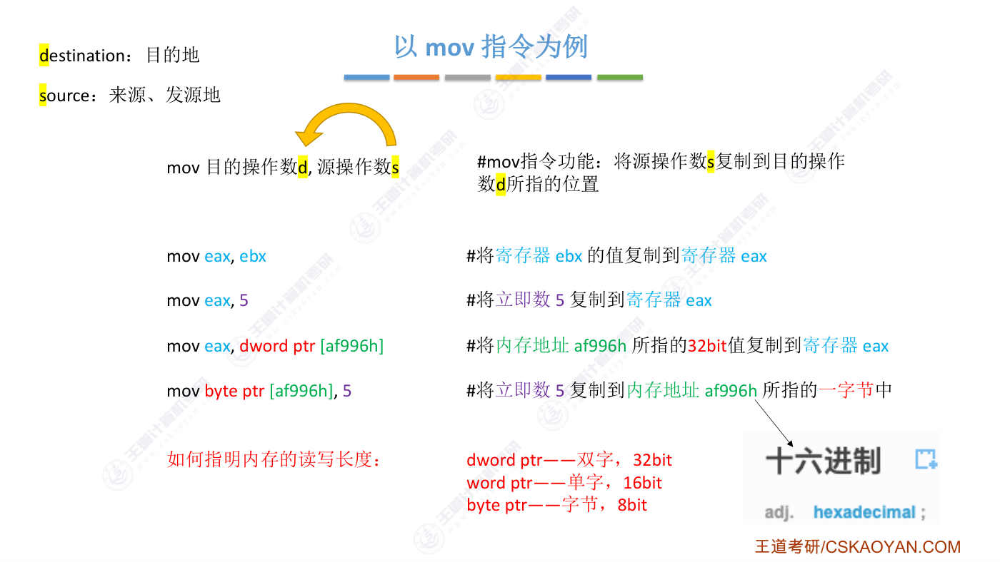 以 mov 指令为例
destination：目的地
source：来源、发源地
mov 目的操作数d, 源操作数s
#mov指令功能：将源操作数s复制到目的操作
数d所指的位置
mov eax, ebx
#将寄存器 ebx 的值复制到寄存器 eax
mov eax, 5
#将立即数 5 复制到寄存器 eax
mov eax, dword ptr [af996h]
#将内存地址 af996h 所指的32bit值复制到寄存器 eax
mov byte ptr [af996h], 5
#将立即数 5 复制到内存地址 af996h 所指的一字节中
如何指明内存的读写长度：
dword ptr——双字，32bit
word ptr——单字，16bit
byte ptr——字节，8bit
十六进制
adj. hexadecimal ;
王道考研/CSKAOYAN.COM